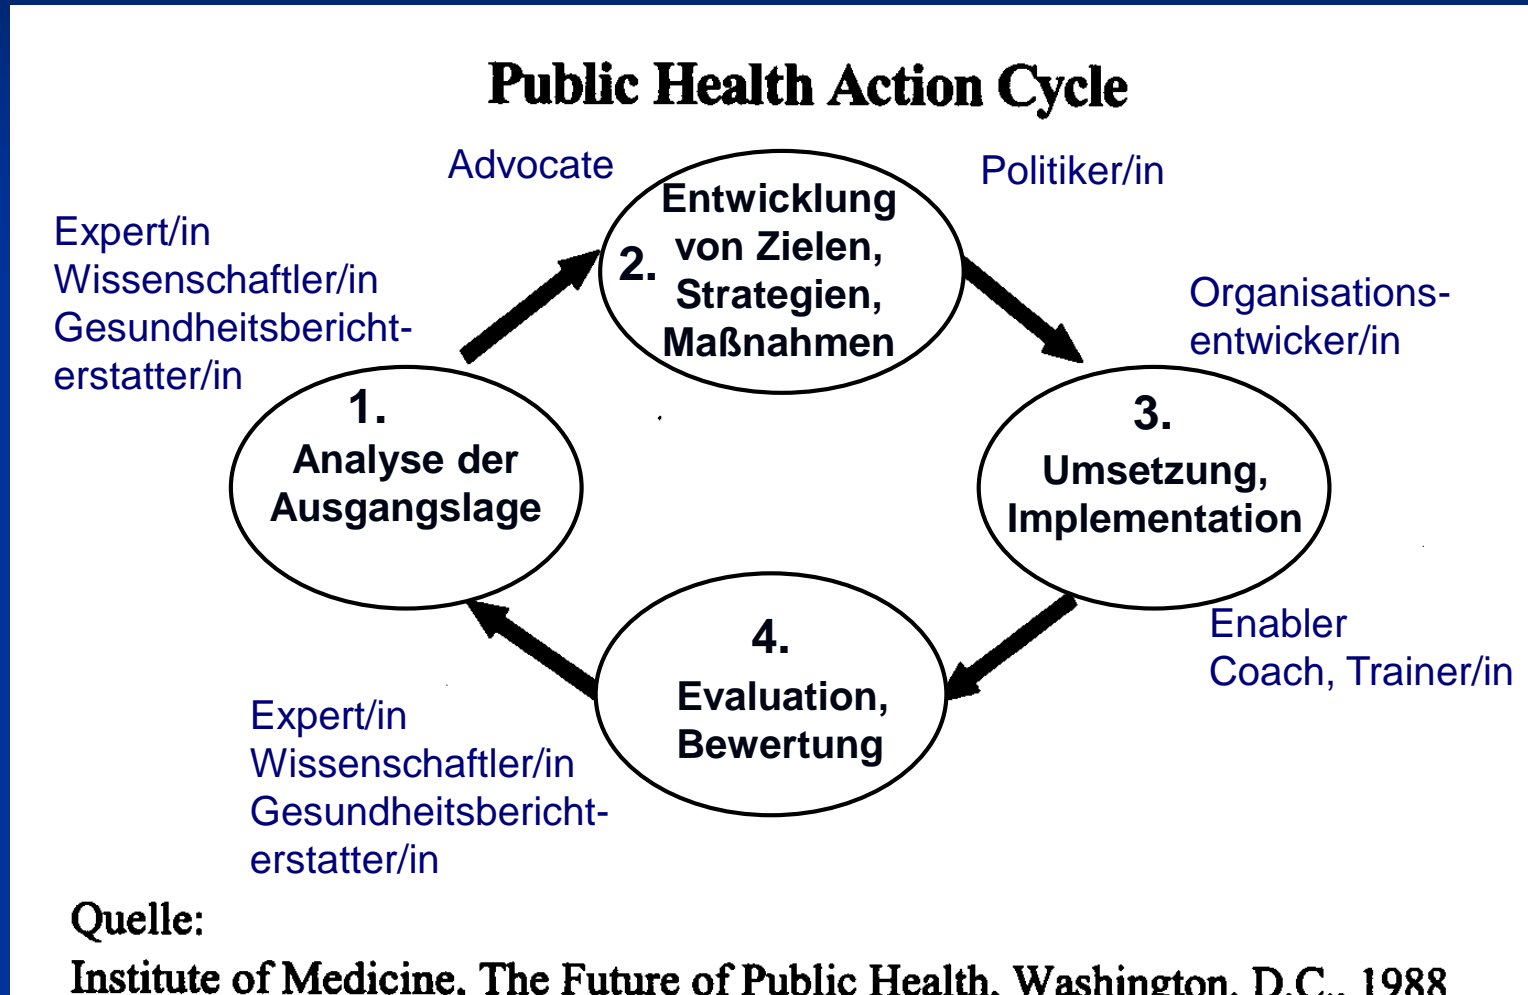 Public Health Action Cycle
Advocate
Politiker/in
Expert/in
Wissenschaftler/in
Gesundheitsbericht-
erstatter/in
2.
Entwicklung
von Zielen,
Strategien,
Maßnahmen
Organisations-
entwicker/in
1.
Analyse der
Ausgangslage
3.
Umsetzung,
Implementation
4.
Evaluation,
Bewertung
Enabler
Coach, Trainer/in
Expert/in
Wissenschaftler/in
Gesundheitsbericht-
erstatter/in
Quelle:
Institute of Medicine, The Future of Public Health, Washington, D.C., 1988